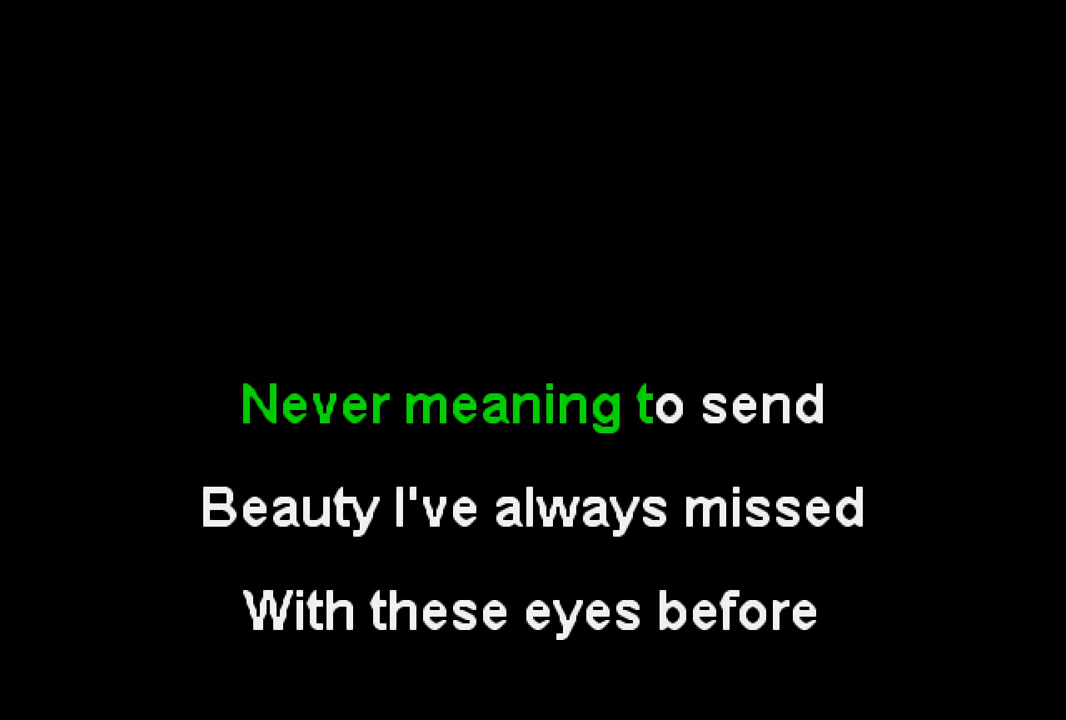 Never meaning to send
Beauty I've always missed
With these eyes before